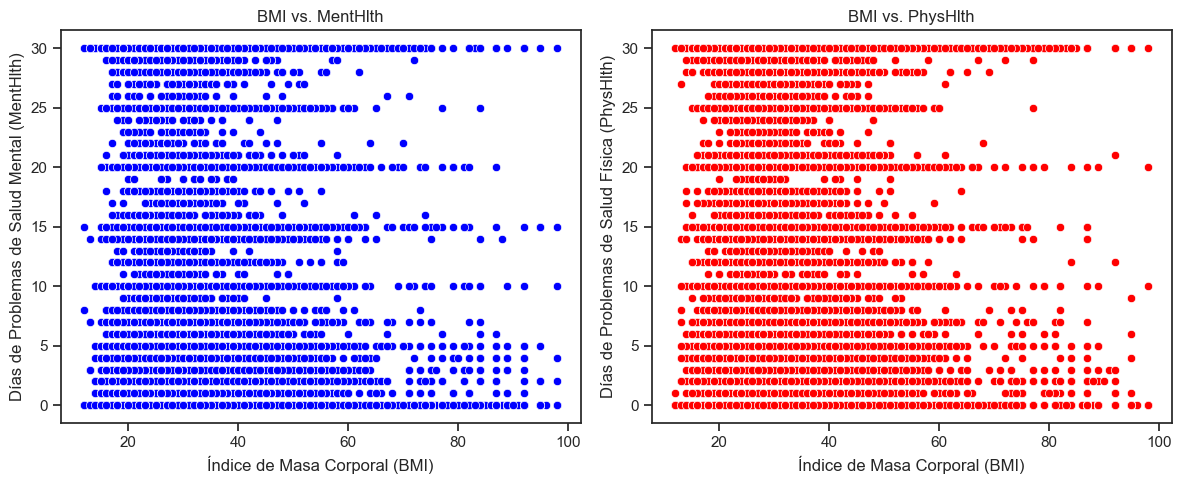 BMI vs. MentHlth
Días de Problemas de Salud Mental (MentHlth)
30
25
20
15
10
5
0
20 40 60 80 100
Índice de Masa Corporal (BMI)
BMI vs. PhysHlth
Días de Problemas de Salud Física (PhysHlth)
30
25
20
15
10
5
0
20 40 60 80 100
Índice de Masa Corporal (BMI)